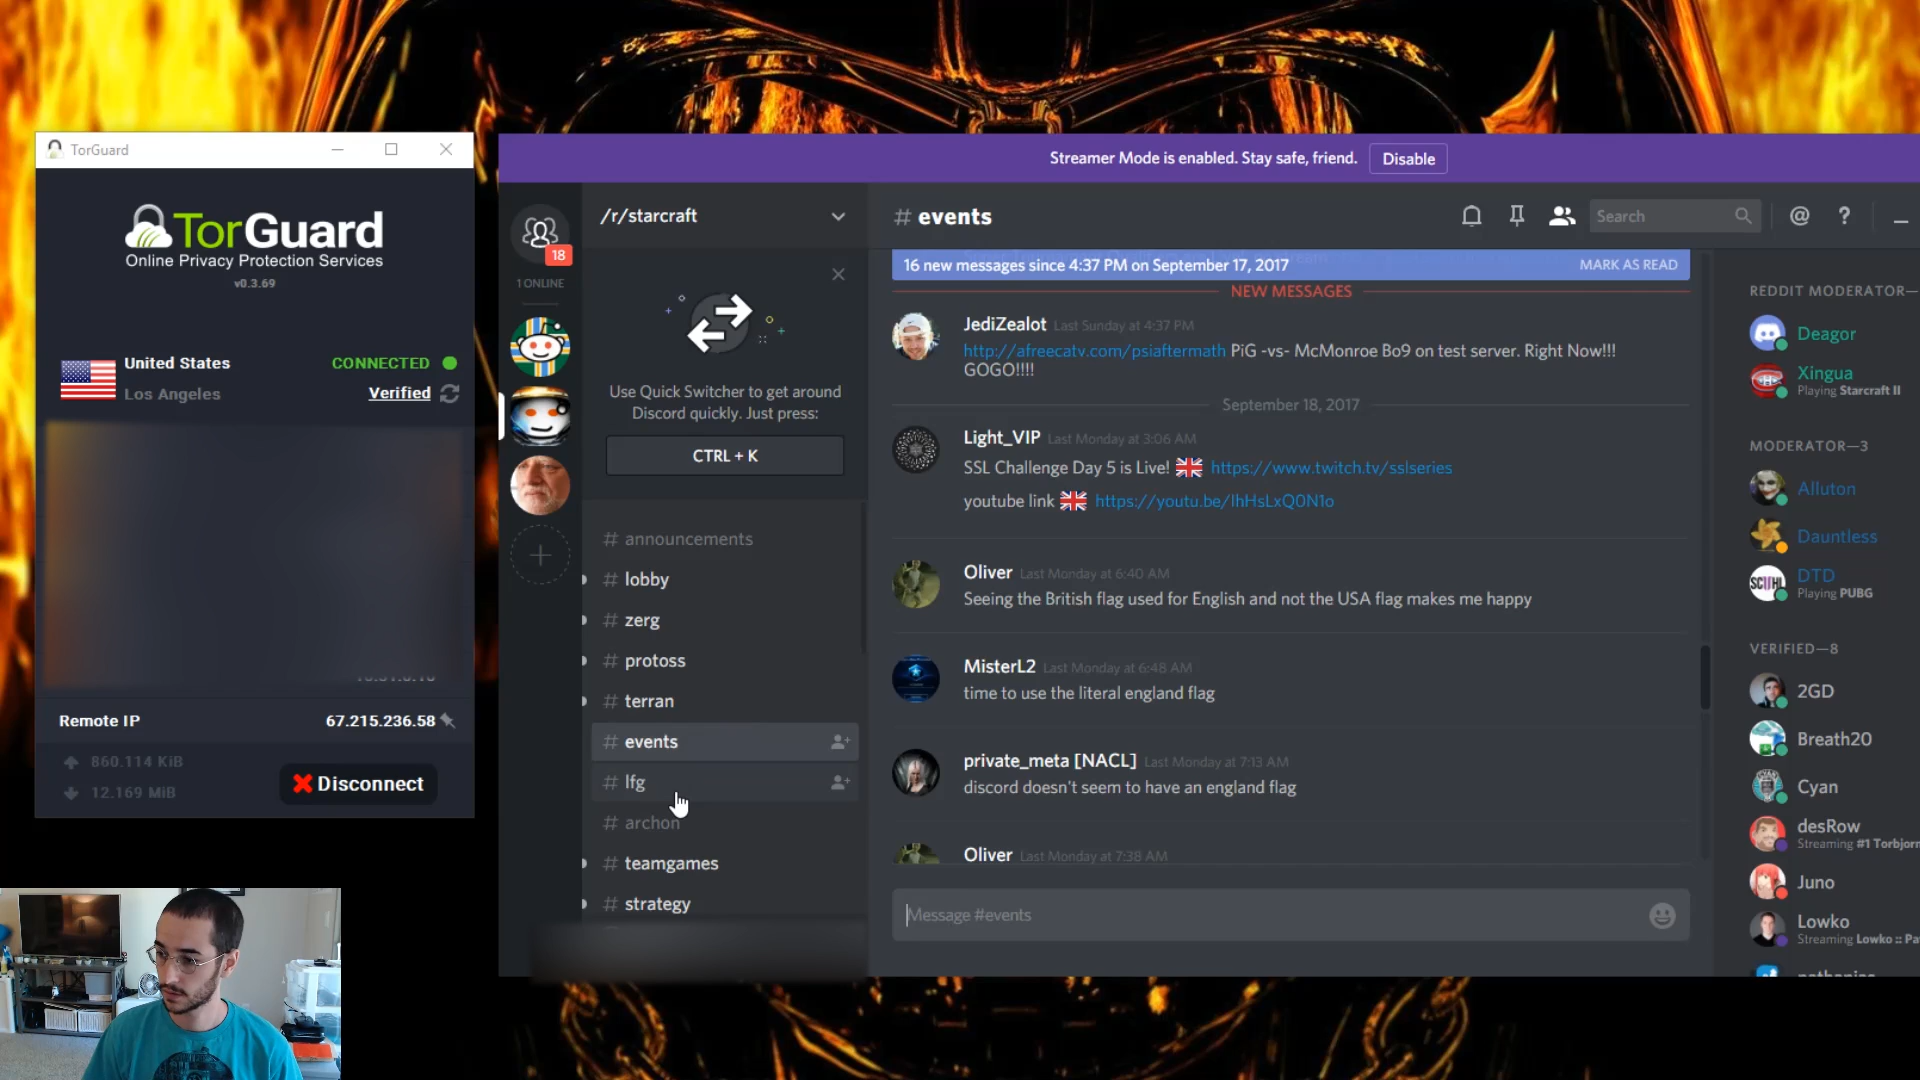 TorGuard
TorGuard
Online Privacy Protection Services
v0.3.69
United States
CONNECTED
Los Angeles
Verified
Remote IP
67.215.236.58
860.114 KiB
12.169 MiB
Disconnect
Streamer Mode is enabled. Stay safe, friend.
Disable
18
1 ONLINE
/r/starcraft
Use Quick Switcher to get around
Discord quickly. Just press:
CTRL + K
# announcements
# lobby
# zerg
# protoss
# terran
# events
# lfg
# archon
# teamgames
# strategy
# events
Search
@
?
16 new messages since 4:37 PM on September 17, 2017
MARK AS READ
NEW MESSAGES
JediZealot Last Sunday at 4:37 PM
http://afreecatv.com/psiaftermath PiG -vs- McMonroe Bo9 on test server. Right Now!!!
GOGO!!!!
September 18, 2017
Light_VIP Last Monday at 3:06 AM
SSL Challenge Day 5 is Live! https://www.twitch.tv/sslseries
youtube link https://youtu.be/lhHsLxQ0N1o
Oliver Last Monday at 6:40 AM
Seeing the British flag used for English and not the USA flag makes me happy
MisterL2 Last Monday at 6:48 AM
time to use the literal england flag
private_meta [NACL] Last Monday at 7:13 AM
discord doesn't seem to have an england flag
Oliver Last Monday at 7:38 AM
Message #events
REDDIT MODERATOR—
Deagor
Xingua
Playing Starcraft II
MODERATOR—3
Alluton
Dauntless
DTD
Playing PUBG
VERIFIED—8
2GD
Breath20
Cyan
desRow
Streaming #1 Torbjorn
Juno
Lowko
Streaming Lowko :: Pa